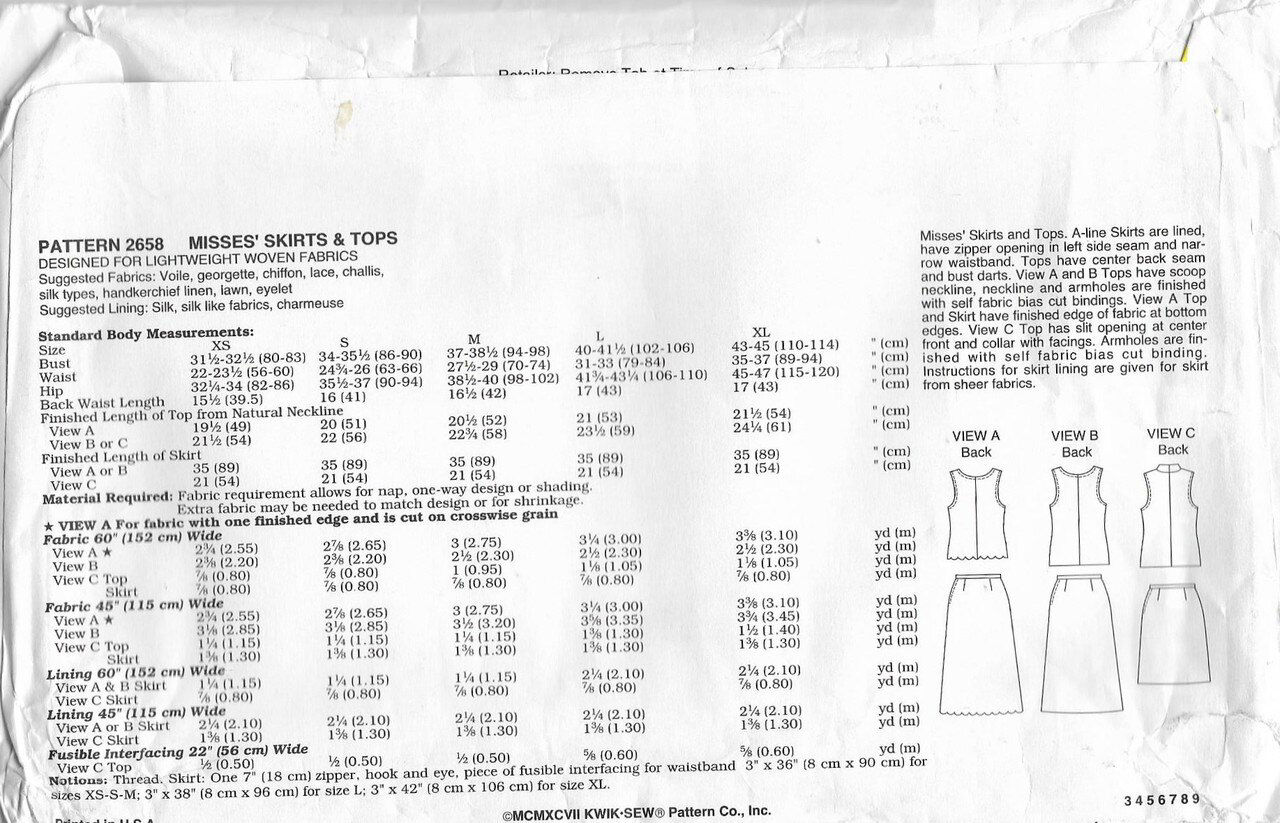 PATTERN 2658 MISSES' SKIRTS & TOPS
DESIGNED FOR LIGHTWEIGHT WOVEN FABRICS
Suggested Fabrics: Voile, georgette, chiffon, lace, challis,
silk types, handkerchief linen, lawn, eyelet
Suggested Lining: Silk, silk like fabrics, charmeuse
Standard Body Measurements:
Size XS S M L XL
Bust 31½-32½ (80-83) 34-35½ (86-90) 37-38½ (94-98) 40-41½ (102-106) 43-45 (110-114) " (cm)
Waist 22-23½ (56-60) 24¾-26 (63-66) 27½-29 (70-74) 31-33 (79-84) 35-37 (89-94) " (cm)
Hip 32¼-34 (82-86) 35½-37 (90-94) 38½-40 (98-102) 41¾-43¼ (106-110) 45-47 (115-120) " (cm)
Back Waist Length 15½ (39.5) 16 (41) 16½ (42) 17 (43) 17 (43) " (cm)
Finished Length of Top from Natural Neckline
View A 19½ (49) 20 (51) 20½ (52) 21 (53) 21½ (54) " (cm)
View B or C 21½ (54) 22 (56) 22¾ (58) 23½ (59) 24¼ (61) " (cm)
Finished Length of Skirt
View A or B 35 (89) 35 (89) 35 (89) 35 (89) 35 (89) " (cm)
View C 21 (54) 21 (54) 21 (54) 21 (54) 21 (54) " (cm)
Material Required: Fabric requirement allows for nap, one-way design or shading.
Extra fabric may be needed to match design or for shrinkage.
★ VIEW A For fabric with one finished edge and is cut on crosswise grain
Fabric 60" (152 cm) Wide
View A ★ 2¾ (2.55) 2⅞ (2.65) 3 (2.75) 3¼ (3.00) 3⅜ (3.10) yd (m)
View B 2⅜ (2.20) 2⅜ (2.20) 2½ (2.30) 2½ (2.30) 2½ (2.30) yd (m)
View C Top ⅞ (0.80) ⅞ (0.80) 1 (0.95) 1⅛ (1.05) 1⅛ (1.05) yd (m)
Skirt ⅞ (0.80) ⅞ (0.80) ⅞ (0.80) ⅞ (0.80) ⅞ (0.80) yd (m)
Fabric 45" (115 cm) Wide
View A ★ 2¾ (2.55) 2⅞ (2.65) 3 (2.75) 3¼ (3.00) 3⅜ (3.10) yd (m)
View B 3⅛ (2.85) 3⅛ (2.85) 3½ (3.20) 3⅝ (3.35) 3¾ (3.45) yd (m)
View C Top 1¼ (1.15) 1¼ (1.15) 1¼ (1.15) 1⅜ (1.30) 1½ (1.40) yd (m)
Skirt 1⅜ (1.30) 1⅜ (1.30) 1⅜ (1.30) 1⅜ (1.30) 1⅜ (1.30) yd (m)
Lining 60" (152 cm) Wide
View A & B Skirt 1¼ (1.15) 1¼ (1.15) 1¼ (1.15) 2¼ (2.10) 2¼ (2.10) yd (m)
View C Skirt ⅞ (0.80) ⅞ (0.80) ⅞ (0.80) ⅞ (0.80) ⅞ (0.80) yd (m)
Lining 45" (115 cm) Wide
View A or B Skirt 2¼ (2.10) 2¼ (2.10) 2¼ (2.10) 2¼ (2.10) 2¼ (2.10) yd (m)
View C Skirt 1⅜ (1.30) 1⅜ (1.30) 1⅜ (1.30) 1⅜ (1.30) 1⅜ (1.30) yd (m)
Fusible Interfacing 22" (56 cm) Wide
View C Top ½ (0.50) ½ (0.50) ½ (0.50) ⅝ (0.60) ⅝ (0.60) yd (m)
Notions: Thread. Skirt: One 7" (18 cm) zipper, hook and eye, piece of fusible interfacing for waistband 3" x 36" (8 cm x 90 cm) for
sizes XS-S-M; 3" x 38" (8 cm x 96 cm) for size L; 3" x 42" (8 cm x 106 cm) for size XL.
Misses' Skirts and Tops. A-line Skirts are lined,
have zipper opening in left side seam and nar-
row waistband. Tops have center back seam
and bust darts. View A and B Tops have scoop
neckline, neckline and armholes are finished
with self fabric bias cut bindings. View A Top
and Skirt have finished edge of fabric at bottom
edges. View C Top has slit opening at center
front and collar with facings. Armholes are fin-
ished with self fabric bias cut binding.
Instructions for skirt lining are given for skirt
from sheer fabrics.
VIEW A
Back
VIEW B
Back
VIEW C
Back
©MCMXCVII KWIK•SEW® Pattern Co., Inc.
3 4 5 6 7 8 9